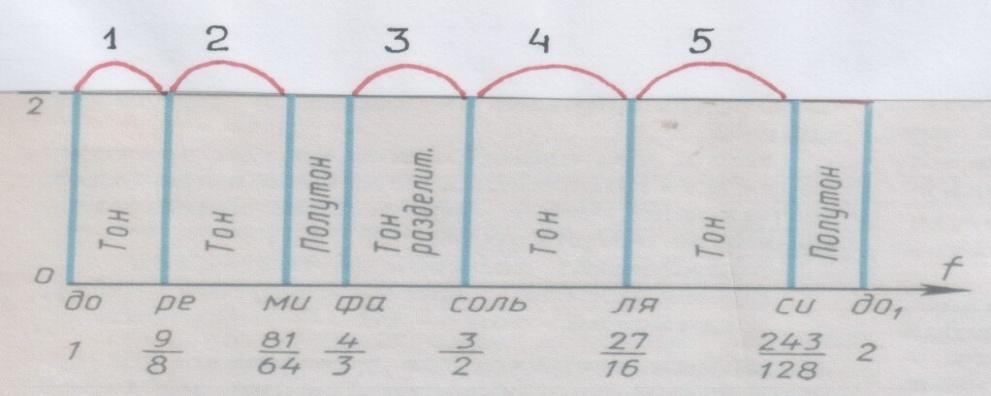 1 2 3 4 5
2
Тон Тон Полутон Тон разделит. Тон Тон Полутон
0 f
до ре ми фа соль ля си до₁
1 9/8 81/64 4/3 3/2 27/16 243/128 2